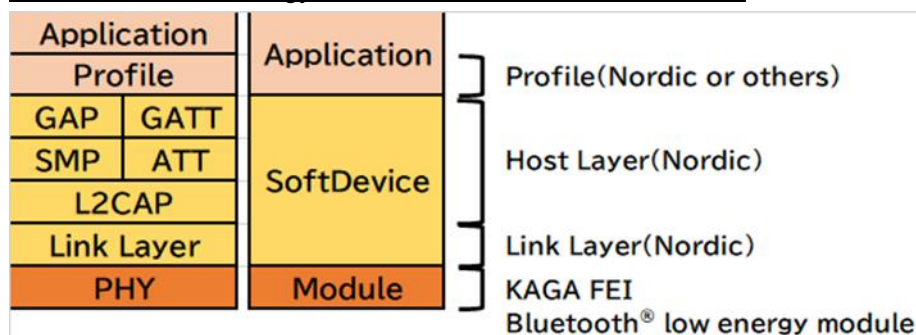 Application
Profile
GAP GATT
SMP ATT
L2CAP
Link Layer
PHY
Application
SoftDevice
Module
Profile(Nordic or others)
Host Layer(Nordic)
Link Layer(Nordic)
KAGA FEI
Bluetooth® low energy module